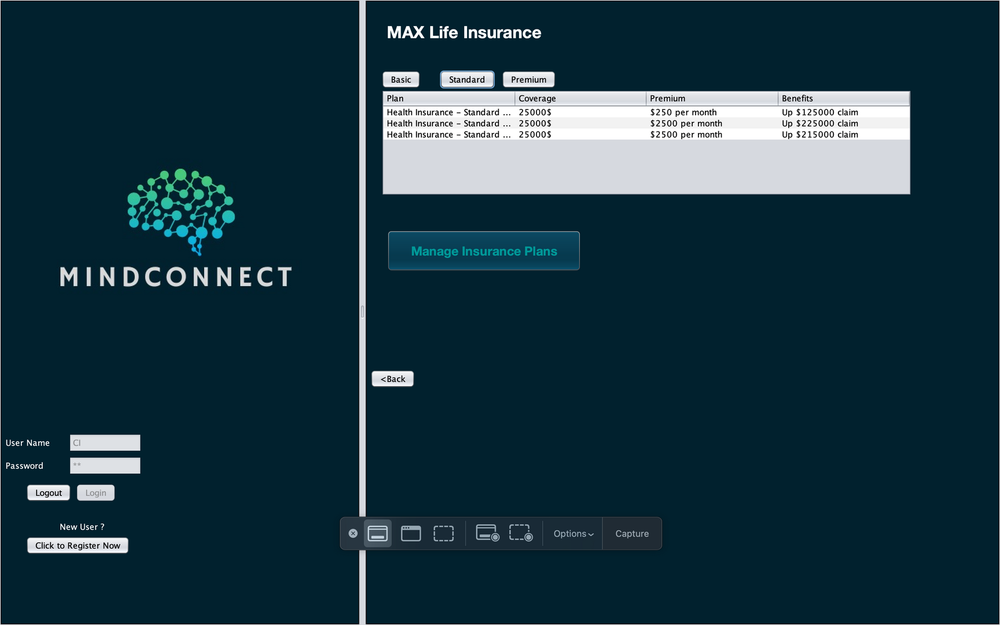 MINDCONNECT
User Name CI
Password **
Logout Login
New User ?
Click to Register Now
MAX Life Insurance
Basic Standard Premium
Plan Coverage Premium Benefits
Health Insurance - Standard ... 25000$ $250 per month Up $125000 claim
Health Insurance - Standard ... 25000$ $2500 per month Up $225000 claim
Health Insurance - Standard ... 25000$ $2500 per month Up $215000 claim
Manage Insurance Plans
<Back
Options Capture